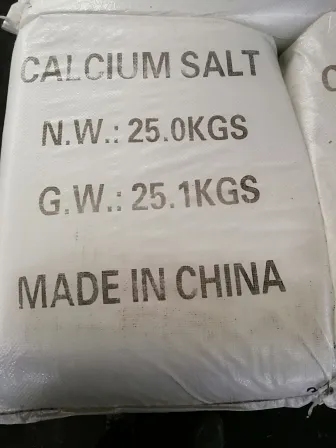 CALCIUM SALT
N.W.: 25.0KGS
G.W.: 25.1KGS
MADE IN CHINA